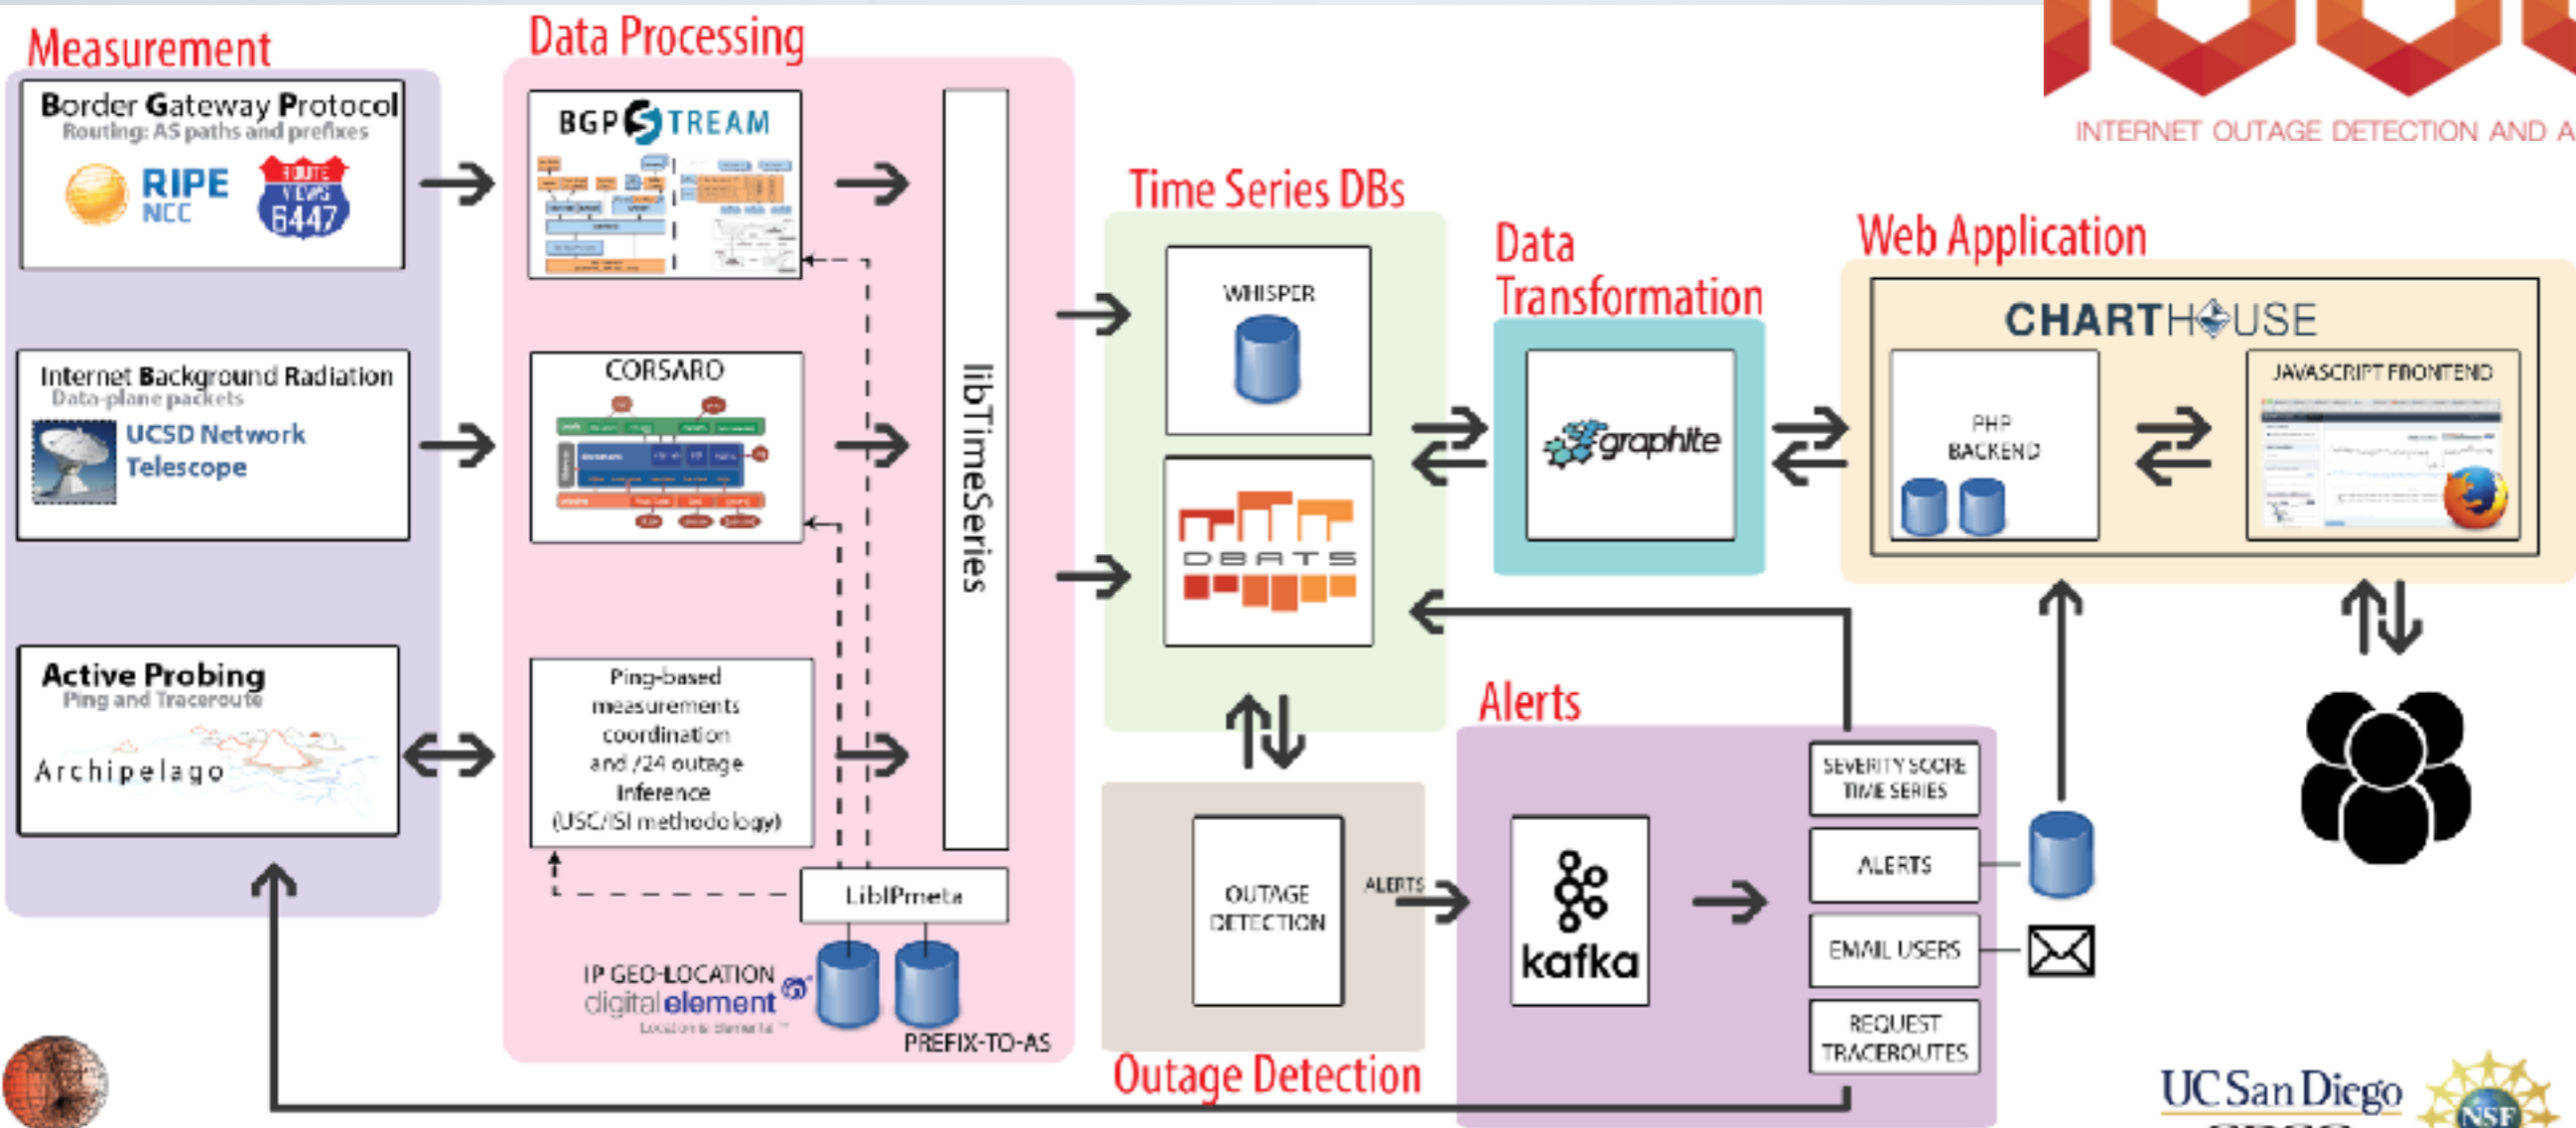 INTERNET OUTAGE DETECTION AND A
Measurement
Border Gateway Protocol
Routing: AS paths and prefixes
RIPE
NCC
ROUTE
VIEWS
6447
Internet Background Radiation
Data-plane packets
UCSD Network
Telescope
Active Probing
Ping and Traceroute
Archipelago
Data Processing
BGPSTREAM
CORSARO
Ping-based
measurements
coordination
and /24 outage
inference
(USC/ISI methodology)
libTimeSeries
LibIPmeta
IP GEO-LOCATION
digital element
PREFIX-TO-AS
Time Series DBs
WHISPER
DBATS
Data
Transformation
graphite
Web Application
CHARTHOUSE
PHP
BACKEND
JAVASCRIPT FRONTEND
Outage Detection
OUTAGE
DETECTION
ALERTS
Alerts
kafka
SEVERITY SCORE
TIME SERIES
ALERTS
EMAIL USERS
REQUEST
TRACEROUTES
UC San Diego
NSF